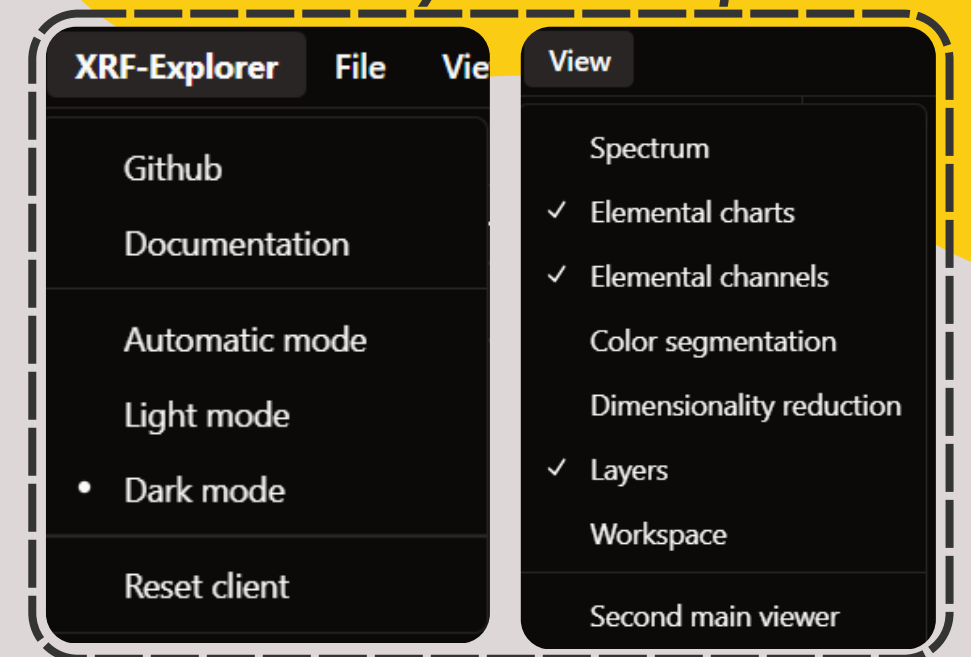 XRF-Explorer File Vie
Github
Documentation
Automatic mode
Light mode
Dark mode
Reset client
View
Spectrum
Elemental charts
Elemental channels
Color segmentation
Dimensionality reduction
Layers
Workspace
Second main viewer